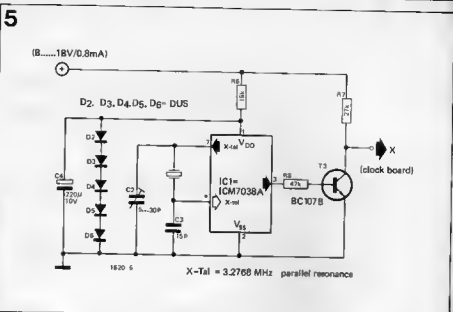 5
(8......18V/0.8mA)
R6
15k
R7
27k
D2, D3, D4, D5, D6= DUS
D2
D3
D4
D5
D6
C4
220µ
10V
7
X-tal
1
VDD
IC1=
ICM7038A
X-tal
3
R8
47k
T3
BC107B
X
(clock board)
C2
C3
15p
VSS
2
1620 5
X-Tal = 3.2768 MHz parallel resonance